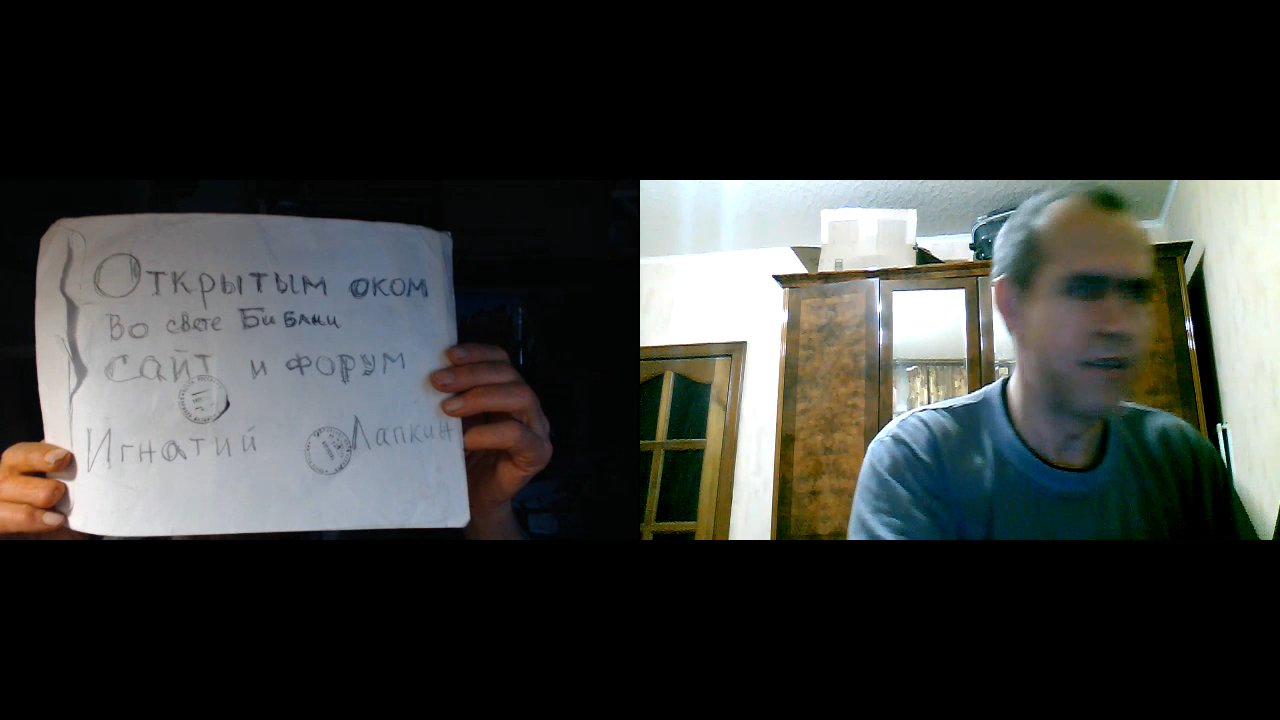 Открытым оком
Во свете Библии
сайт и форум
Игнатий Лапкин